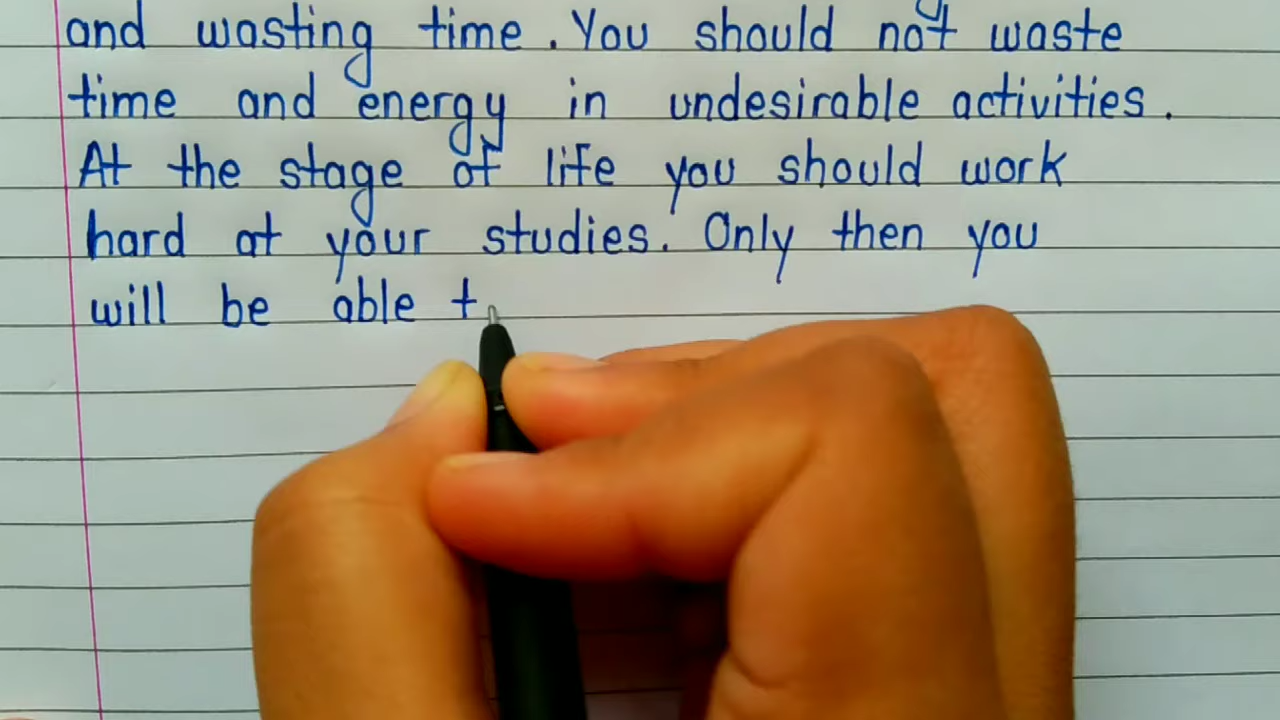 and wasting time. You should not waste
time and energy in undesirable activities.
At the stage of life you should work
hard at your studies. Only then you
will be able t